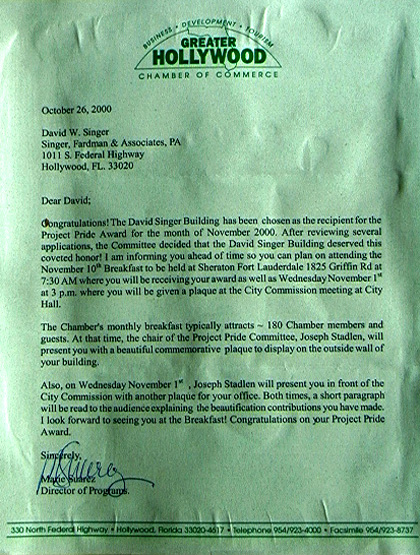 BUSINESS • DEVELOPMENT • TOURISM
GREATER
HOLLYWOOD
CHAMBER OF COMMERCE
October 26, 2000
David W. Singer
Singer, Fardman & Associates, PA
1011 S. Federal Highway
Hollywood, FL. 33020
Dear David;
Congratulations! The David Singer Building has been chosen as the recipient for the
Project Pride Award for the month of November 2000. After reviewing several
applications, the Committee decided that the David Singer Building deserved this
coveted honor! I am informing you ahead of time so you can plan on attending the
November 10th Breakfast to be held at Sheraton Fort Lauderdale 1825 Griffin Rd at
7:30 AM where you will be receiving your award as well as Wednesday November 1st
at 3 p.m. where you will be given a plaque at the City Commission meeting at City
Hall.
The Chamber's monthly breakfast typically attracts ~ 180 Chamber members and
guests. At that time, the chair of the Project Pride Committee, Joseph Stadlen, will
present you with a beautiful commemorative plaque to display on the outside wall of
your building.
Also, on Wednesday November 1st , Joseph Stadlen will present you in front of the
City Commission with another plaque for your office. Both times, a short paragraph
will be read to the audience explaining the beautification contributions you have made.
I look forward to seeing you at the Breakfast! Congratulations on your Project Pride
Award.
Sincerely,
Marie Suarez
Director of Programs.
330 North Federal Highway • Hollywood, Florida 33020-4617 • Telephone 954/923-4000 • Facsimile 954/923-8737